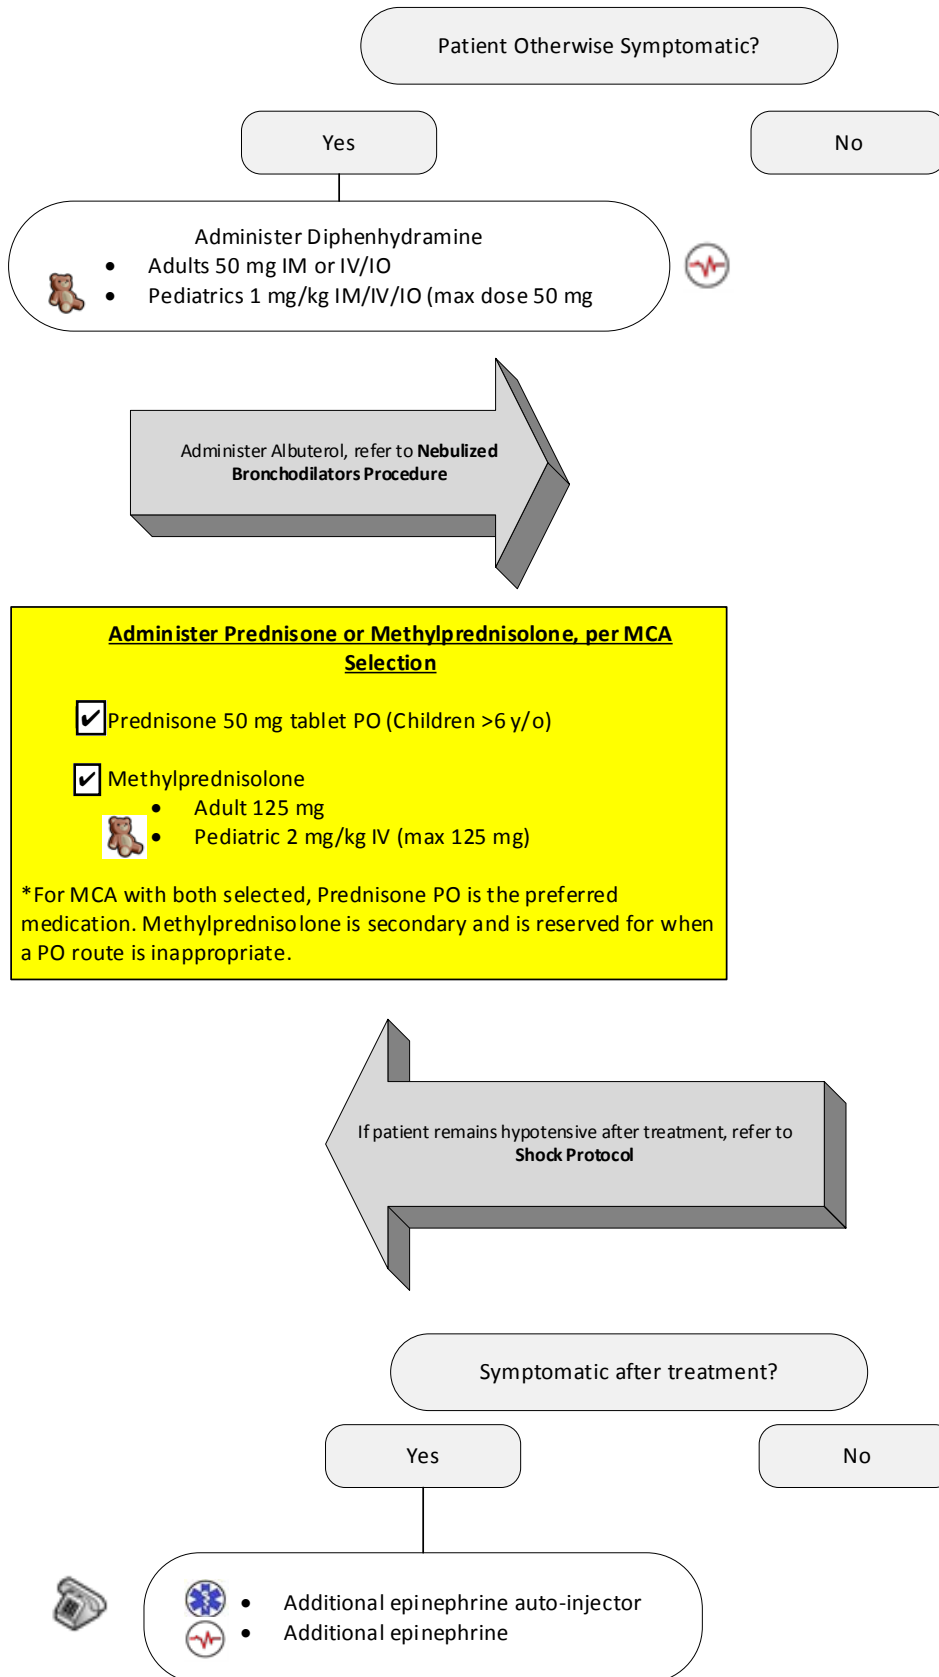 Patient Otherwise Symptomatic?
Yes
No
Administer Diphenhydramine
• Adults 50 mg IM or IV/IO
• Pediatrics 1 mg/kg IM/IV/IO (max dose 50 mg
Administer Albuterol, refer to Nebulized
Bronchodilators Procedure
Administer Prednisone or Methylprednisolone, per MCA
Selection
✔ Prednisone 50 mg tablet PO (Children >6 y/o)
✔ Methylprednisolone
• Adult 125 mg
• Pediatric 2 mg/kg IV (max 125 mg)
*For MCA with both selected, Prednisone PO is the preferred
medication. Methylprednisolone is secondary and is reserved for when
a PO route is inappropriate.
If patient remains hypotensive after treatment, refer to
Shock Protocol
Symptomatic after treatment?
Yes
No
• Additional epinephrine auto-injector
• Additional epinephrine